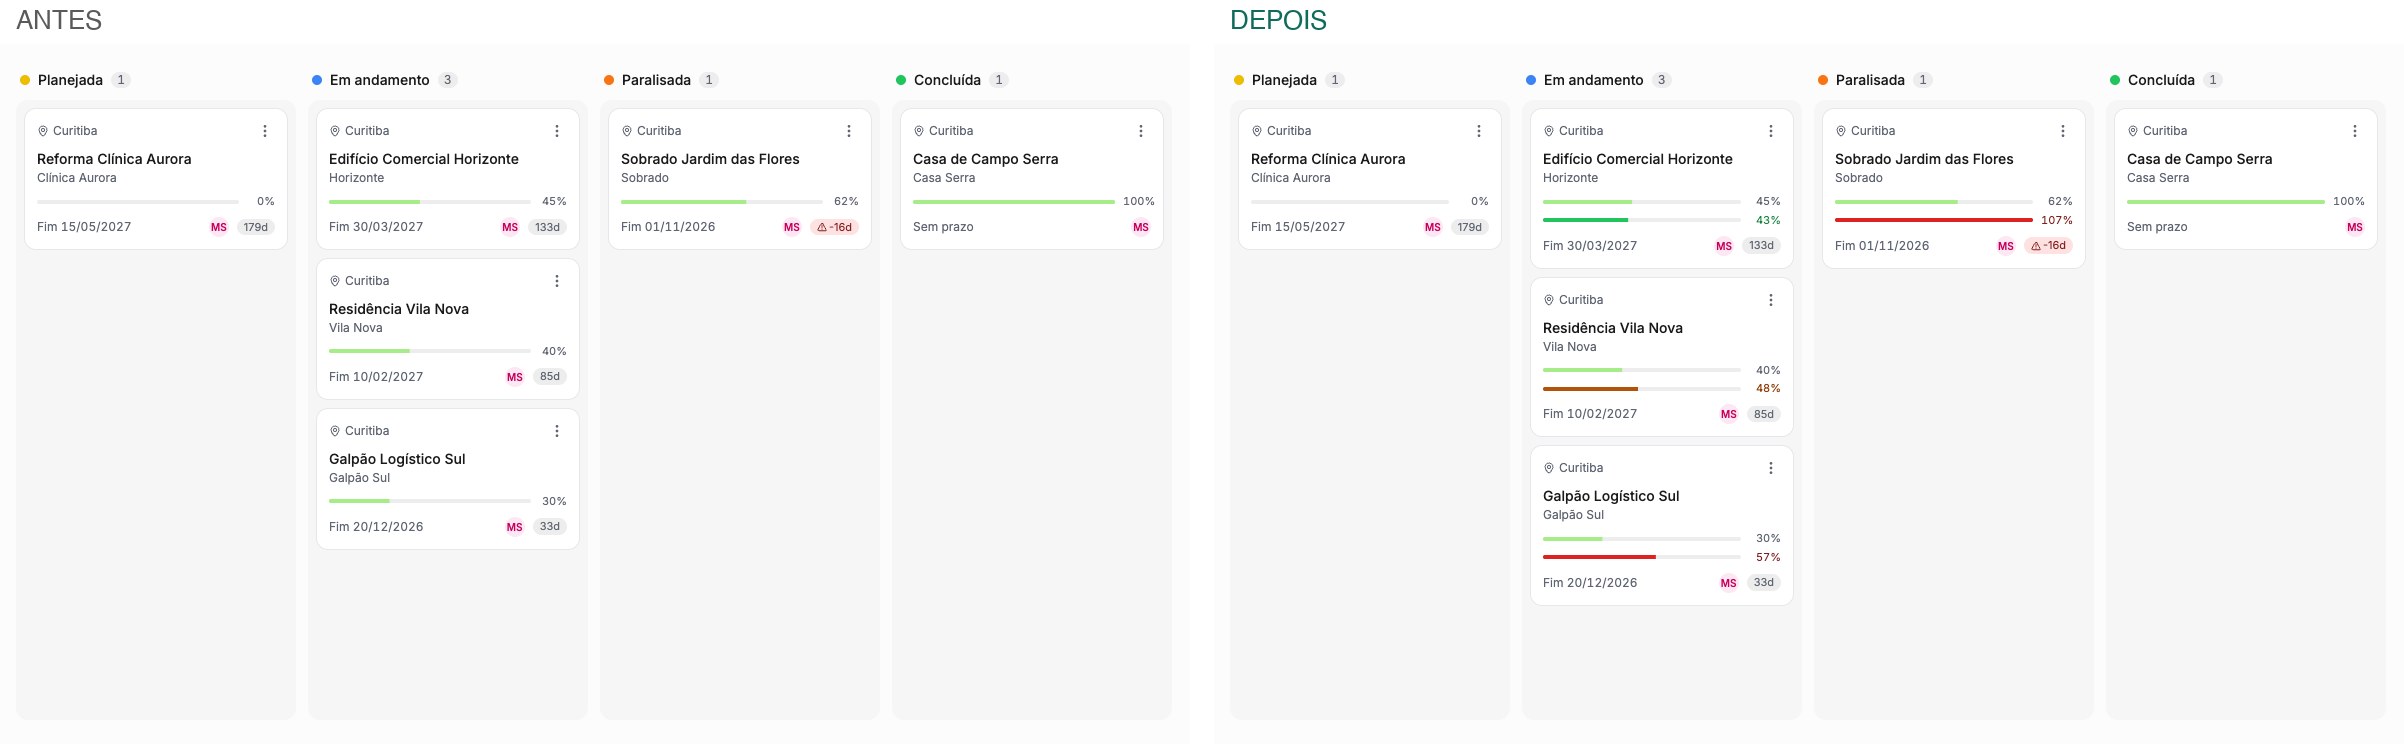 ANTES
Planejada 1
Curitiba
Reforma Clínica Aurora
Clínica Aurora
0%
Fim 15/05/2027 MS 179d
Em andamento 3
Curitiba
Edifício Comercial Horizonte
Horizonte
45%
Fim 30/03/2027 MS 133d
Curitiba
Residência Vila Nova
Vila Nova
40%
Fim 10/02/2027 MS 85d
Curitiba
Galpão Logístico Sul
Galpão Sul
30%
Fim 20/12/2026 MS 33d
Paralisada 1
Curitiba
Sobrado Jardim das Flores
Sobrado
62%
Fim 01/11/2026 MS -16d
Concluída 1
Curitiba
Casa de Campo Serra
Casa Serra
100%
Sem prazo MS
DEPOIS
Planejada 1
Curitiba
Reforma Clínica Aurora
Clínica Aurora
0%
Fim 15/05/2027 MS 179d
Em andamento 3
Curitiba
Edifício Comercial Horizonte
Horizonte
45%
43%
Fim 30/03/2027 MS 133d
Curitiba
Residência Vila Nova
Vila Nova
40%
48%
Fim 10/02/2027 MS 85d
Curitiba
Galpão Logístico Sul
Galpão Sul
30%
57%
Fim 20/12/2026 MS 33d
Paralisada 1
Curitiba
Sobrado Jardim das Flores
Sobrado
62%
107%
Fim 01/11/2026 MS -16d
Concluída 1
Curitiba
Casa de Campo Serra
Casa Serra
100%
Sem prazo MS